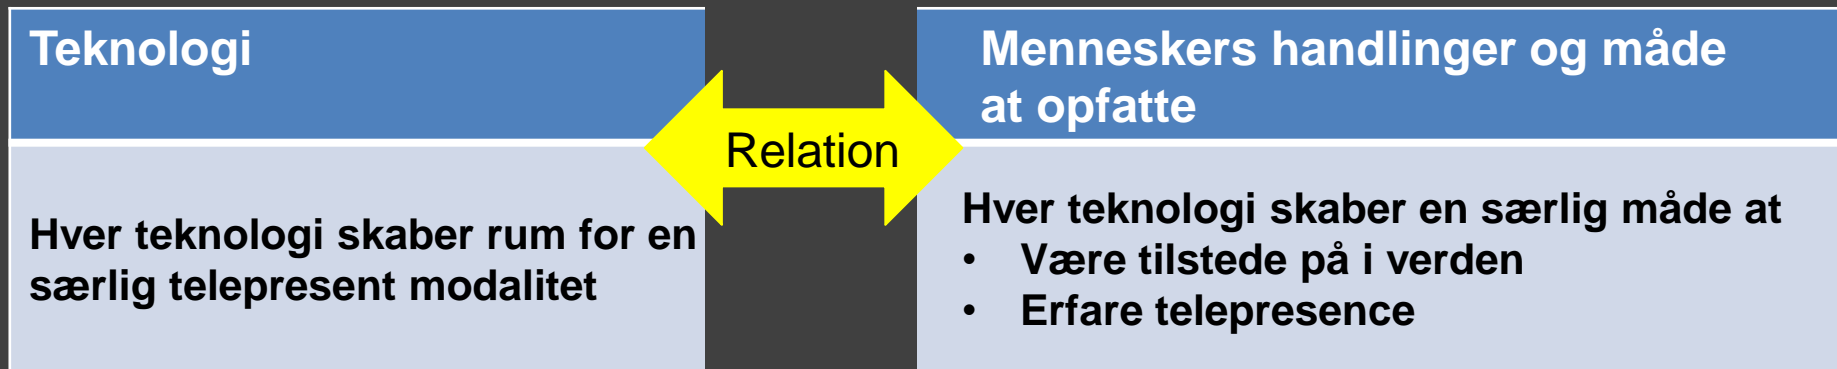 Teknologi
Menneskers handlinger og måde
at opfatte
Relation
Hver teknologi skaber rum for en
særlig telepresent modalitet
Hver teknologi skaber en særlig måde at
• Være tilstede på i verden
• Erfare telepresence